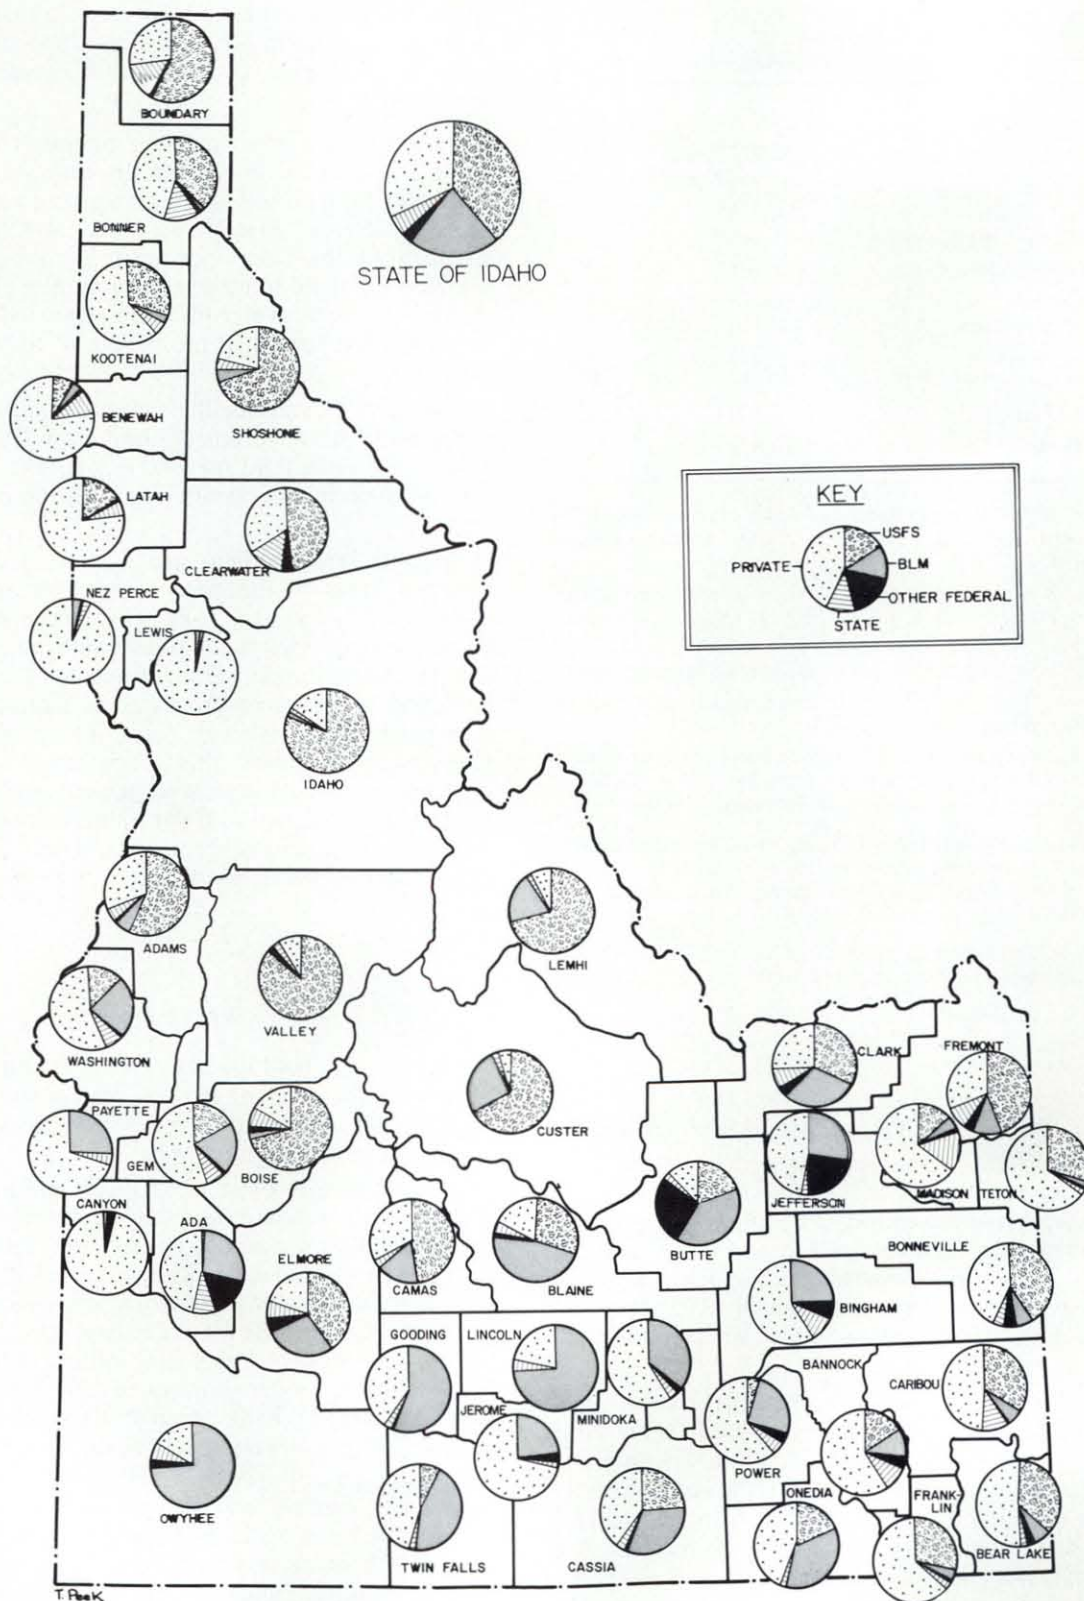 BOUNDARY
BONNER
STATE OF IDAHO
KOOTENAI
SHOSHONE
BENEWAH
LATAH
CLEARWATER
NEZ PERCE
LEWIS
IDAHO
KEY
USFS
PRIVATE
BLM
OTHER FEDERAL
STATE
ADAMS
LEMHI
VALLEY
WASHINGTON
CUSTER
CLARK
FREMONT
PAYETTE
GEM
BOISE
JEFFERSON
MADISON
TETON
CANYON
ADA
ELMORE
CAMAS
BLAINE
BUTTE
BONNEVILLE
BINGHAM
GOODING
LINCOLN
JEROME
MINIDOKA
BANNOCK
CARIBOU
POWER
ONEDIA
FRANK-
LIN
OWYHEE
TWIN FALLS
CASSIA
BEAR LAKE
T. Peek